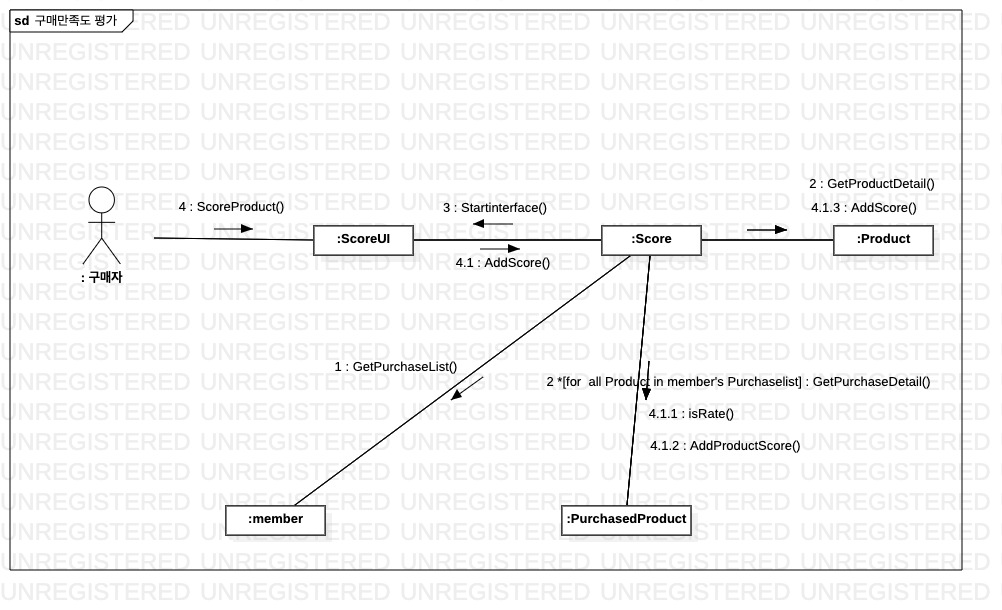 sd 구매만족도 평가
2 : GetProductDetail()
4 : ScoreProduct()
3 : Startinterface()
4.1.3 : AddScore()
:ScoreUI
:Score
:Product
4.1 : AddScore()
: 구매자
1 : GetPurchaseList()
2 *[for all Product in member's Purchaselist] : GetPurchaseDetail()
4.1.1 : isRate()
4.1.2 : AddProductScore()
:member
:PurchasedProduct
UNREGISTERED UNREGISTERED UNREGISTERED UNREGISTERED UNREGISTERED